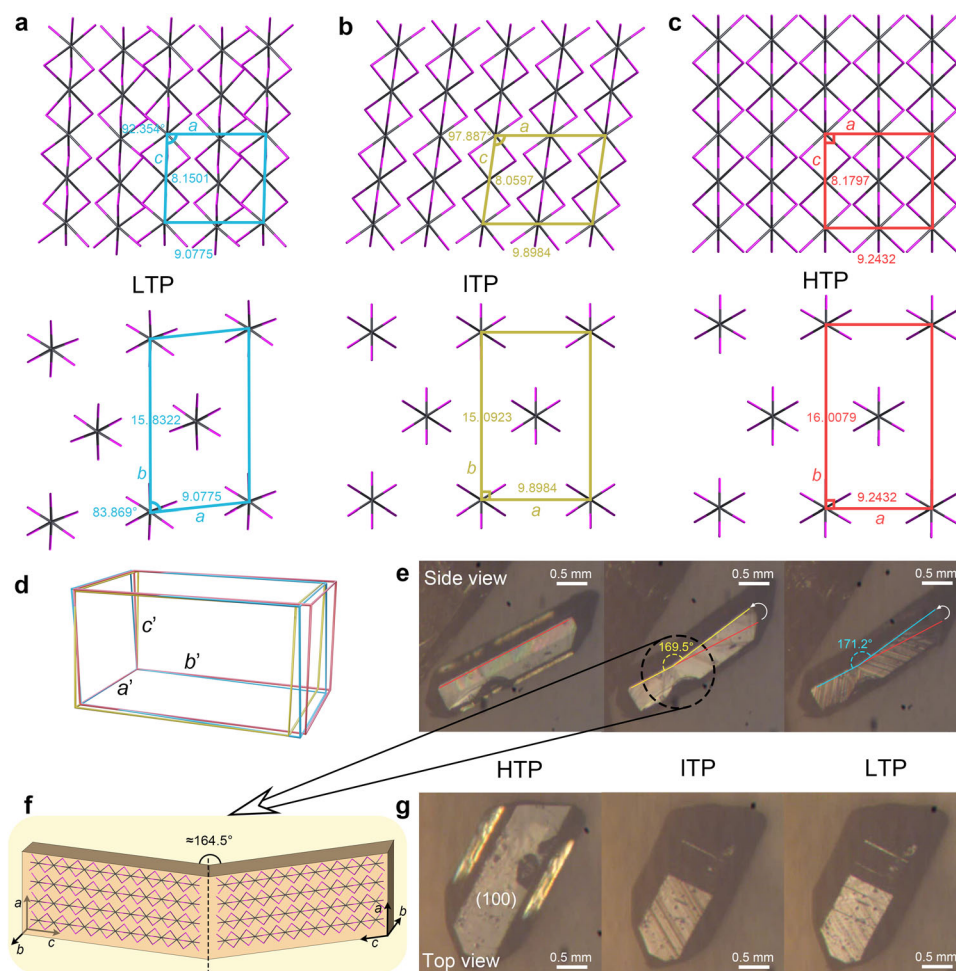 a
92.354°
a
c
8.1501
9.0775
LTP
15.8322
b
9.0775
83.869°
a
b
97.887°
a
c
8.0597
9.8984
ITP
15.0923
b
9.8984
a
c
a
c
8.1797
9.2432
HTP
16.0079
b
9.2432
a
d
c'
b'
a'
e
Side view
0.5 mm
0.5 mm
169.5°
0.5 mm
171.2°
HTP
ITP
LTP
f
≈164.5°
a
b
c
a
b
c
g
(100)
Top view
0.5 mm
0.5 mm
0.5 mm